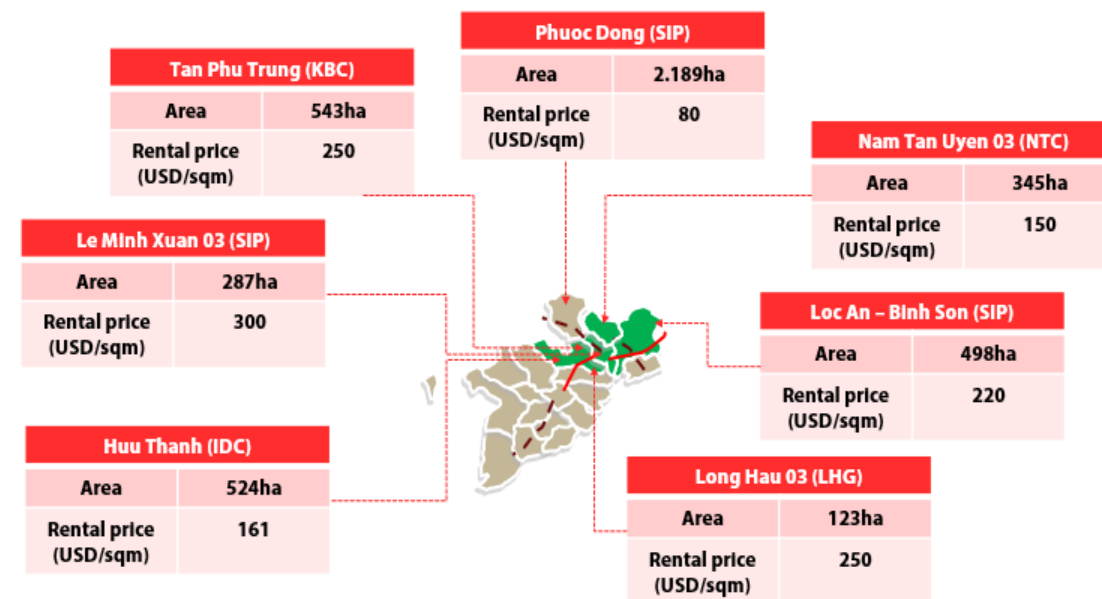 Phuoc Dong (SIP)
Area 2.189ha
Rental price
(USD/sqm) 80
Tan Phu Trung (KBC)
Area 543ha
Rental price
(USD/sqm) 250
Nam Tan Uyen 03 (NTC)
Area 345ha
Rental price
(USD/sqm) 150
Le Minh Xuan 03 (SIP)
Area 287ha
Rental price
(USD/sqm) 300
Loc An – Binh Son (SIP)
Area 498ha
Rental price
(USD/sqm) 220
Huu Thanh (IDC)
Area 524ha
Rental price
(USD/sqm) 161
Long Hau 03 (LHG)
Area 123ha
Rental price
(USD/sqm) 250